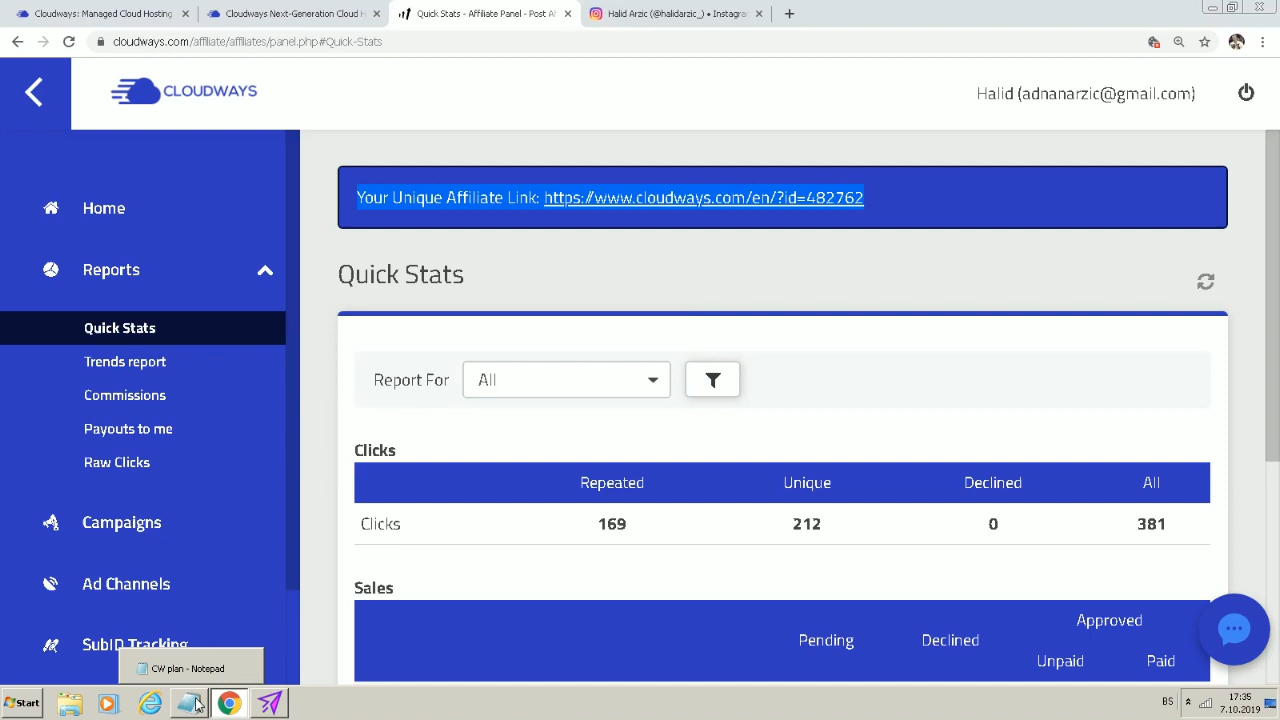 Cloudways: Managed Cloud Hosting
Cloudways Next-Generation Cloud H
Quick Stats - Affiliate Panel - Post Af
Halid Arzic (@halidarzic_) • Instagram
cloudways.com/affiliate/affiliates/panel.php#Quick-Stats
CLOUDWAYS
Halid (adnanarzic@gmail.com)
Your Unique Affiliate Link: https://www.cloudways.com/en/?id=482762
Home
Reports
Quick Stats
Trends report
Commissions
Payouts to me
Raw Clicks
Campaigns
Ad Channels
SubID Tracking
Quick Stats
Report For All
Clicks
Repeated Unique Declined All
Clicks 169 212 0 381
Sales
Pending Declined Approved
Unpaid Paid
CW plan - Notepad
Start
BS
17:35
7.10.2019